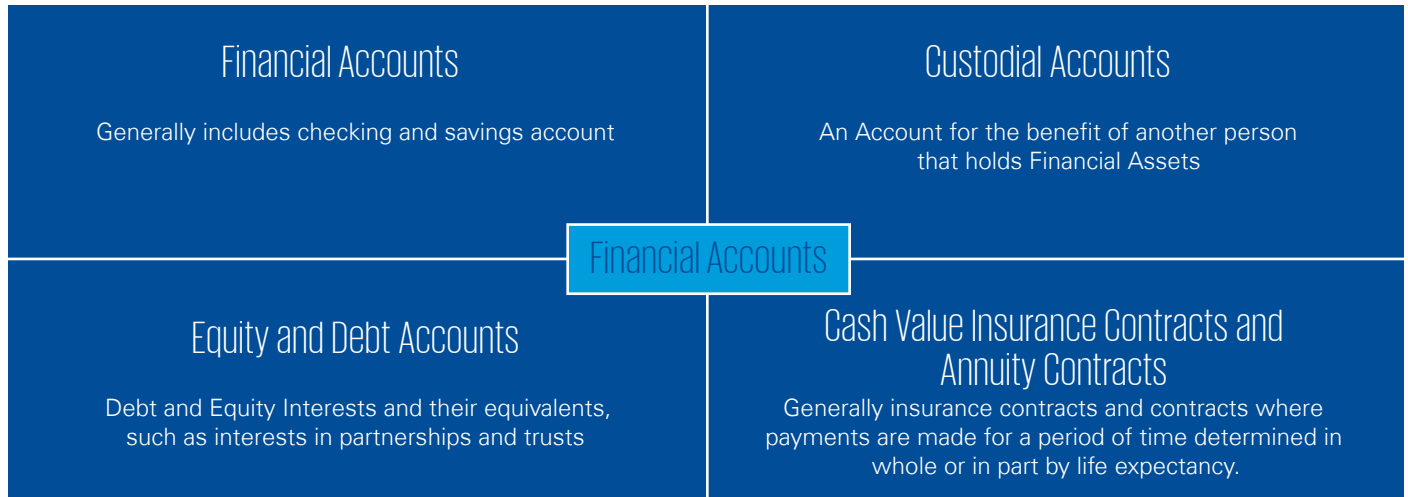 Financial Accounts
Generally includes checking and savings account
Custodial Accounts
An Account for the benefit of another person
that holds Financial Assets
Financial Accounts
Equity and Debt Accounts
Debt and Equity Interests and their equivalents,
such as interests in partnerships and trusts
Cash Value Insurance Contracts and
Annuity Contracts
Generally insurance contracts and contracts where
payments are made for a period of time determined in
whole or in part by life expectancy.